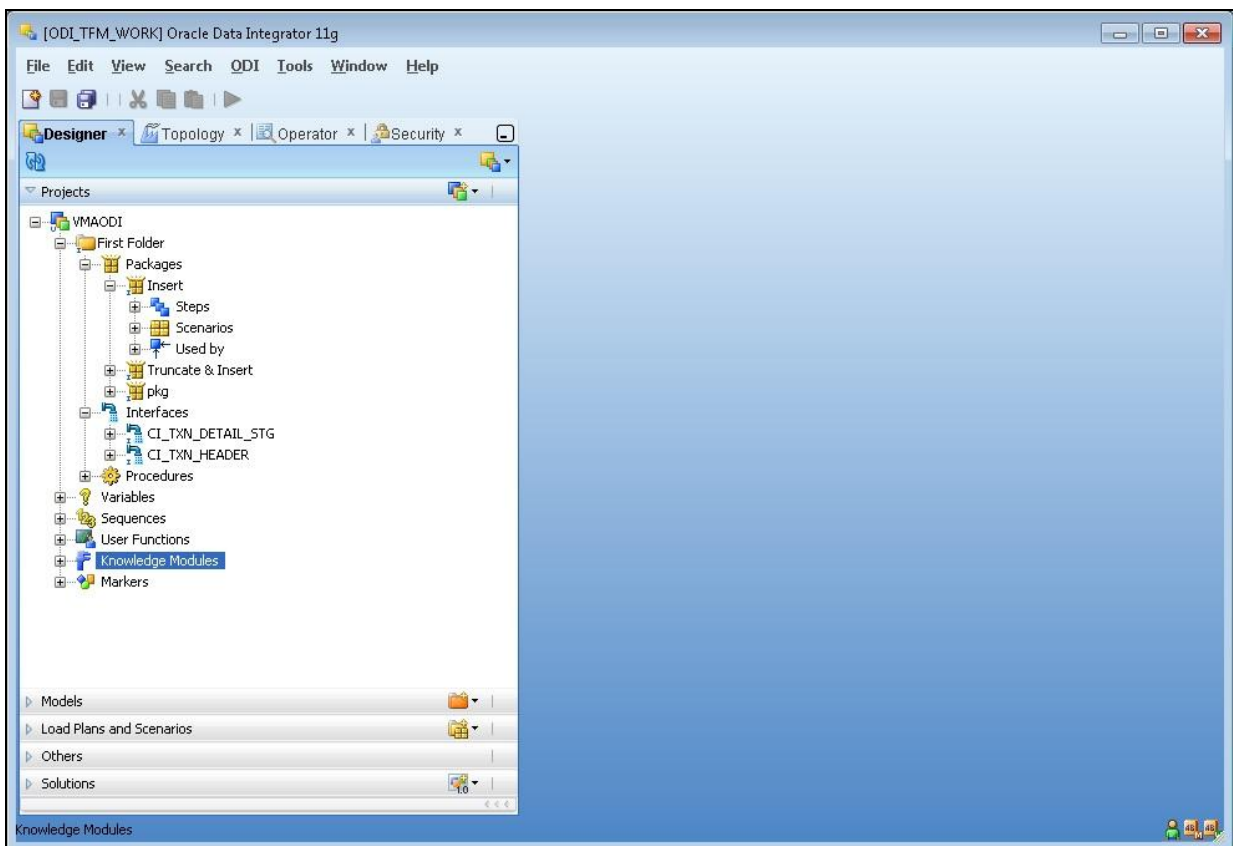 [ODI_TFM_WORK] Oracle Data Integrator 11g
File Edit View Search ODI Tools Window Help
Designer Topology Operator Security
Projects
VMAODI
First Folder
Packages
Insert
Steps
Scenarios
Used by
Truncate & Insert
pkg
Interfaces
CI_TXN_DETAIL_STG
CI_TXN_HEADER
Procedures
Variables
Sequences
User Functions
Knowledge Modules
Markers
Models
Load Plans and Scenarios
Others
Solutions
Knowledge Modules